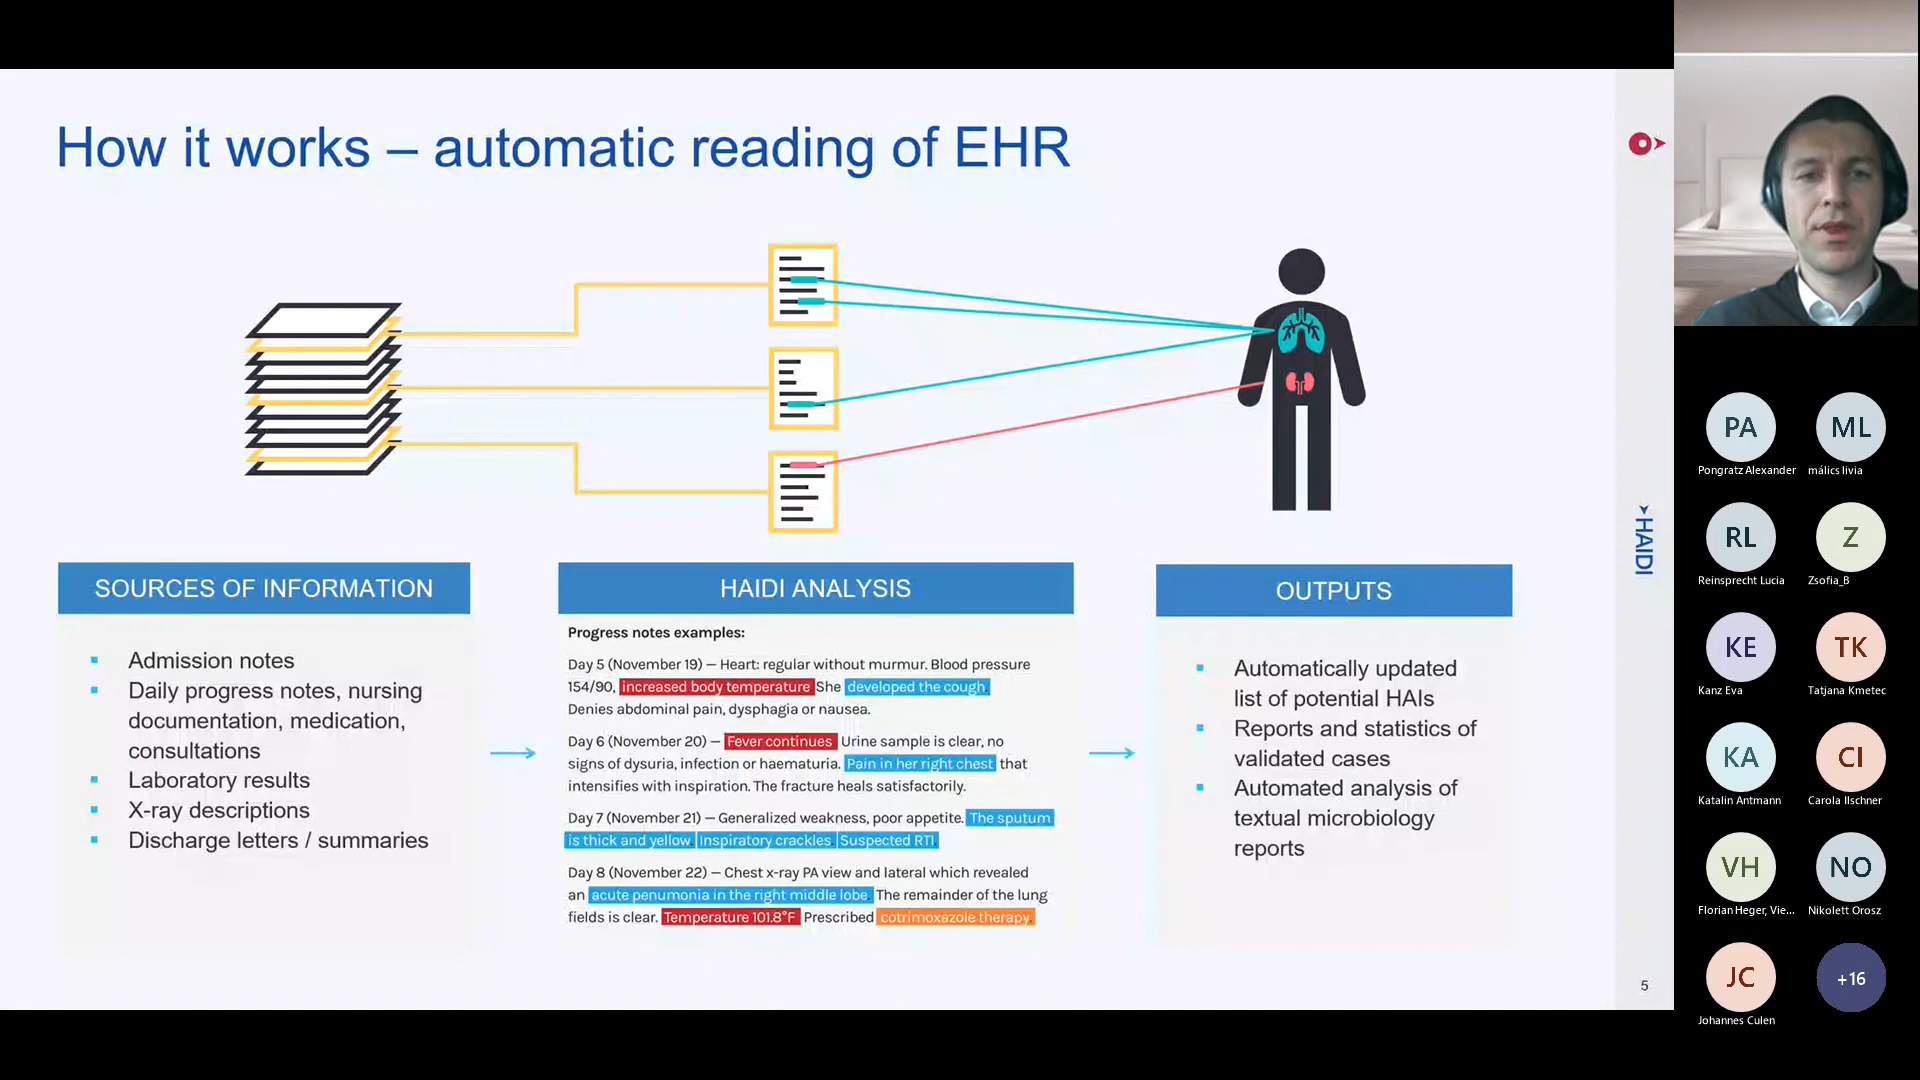 How it works – automatic reading of EHR
HAIDI
SOURCES OF INFORMATION
Admission notes
Daily progress notes, nursing
documentation, medication,
consultations
Laboratory results
X-ray descriptions
Discharge letters / summaries
HAIDI ANALYSIS
Progress notes examples:
Day 5 (November 19) – Heart: regular without murmur. Blood pressure
154/90, increased body temperature She developed the cough.
Denies abdominal pain, dysphagia or nausea.
Day 6 (November 20) – Fever continues Urine sample is clear, no
signs of dysuria, infection or haematuria. Pain in her right chest that
intensifies with inspiration. The fracture heals satisfactorily.
Day 7 (November 21) – Generalized weakness, poor appetite. The sputum
is thick and yellow. Inspiratory crackles. Suspected RTI.
Day 8 (November 22) – Chest x-ray PA view and lateral which revealed
an acute penumonia in the right middle lobe. The remainder of the lung
fields is clear. Temperature 101.8°F Prescribed cotrimoxazole therapy.
OUTPUTS
Automatically updated
list of potential HAIs
Reports and statistics of
validated cases
Automated analysis of
textual microbiology
reports
5
PA
Pongratz Alexander
ML
málics lívia
RL
Reinsprecht Lucia
Z
Zsofia_B
KE
Kanz Eva
TK
Tatjana Kmetec
KA
Katalin Antmann
CI
Carola Ilschner
VH
Florian Heger, Vie...
NO
Nikolett Orosz
JC
Johannes Culen
+16